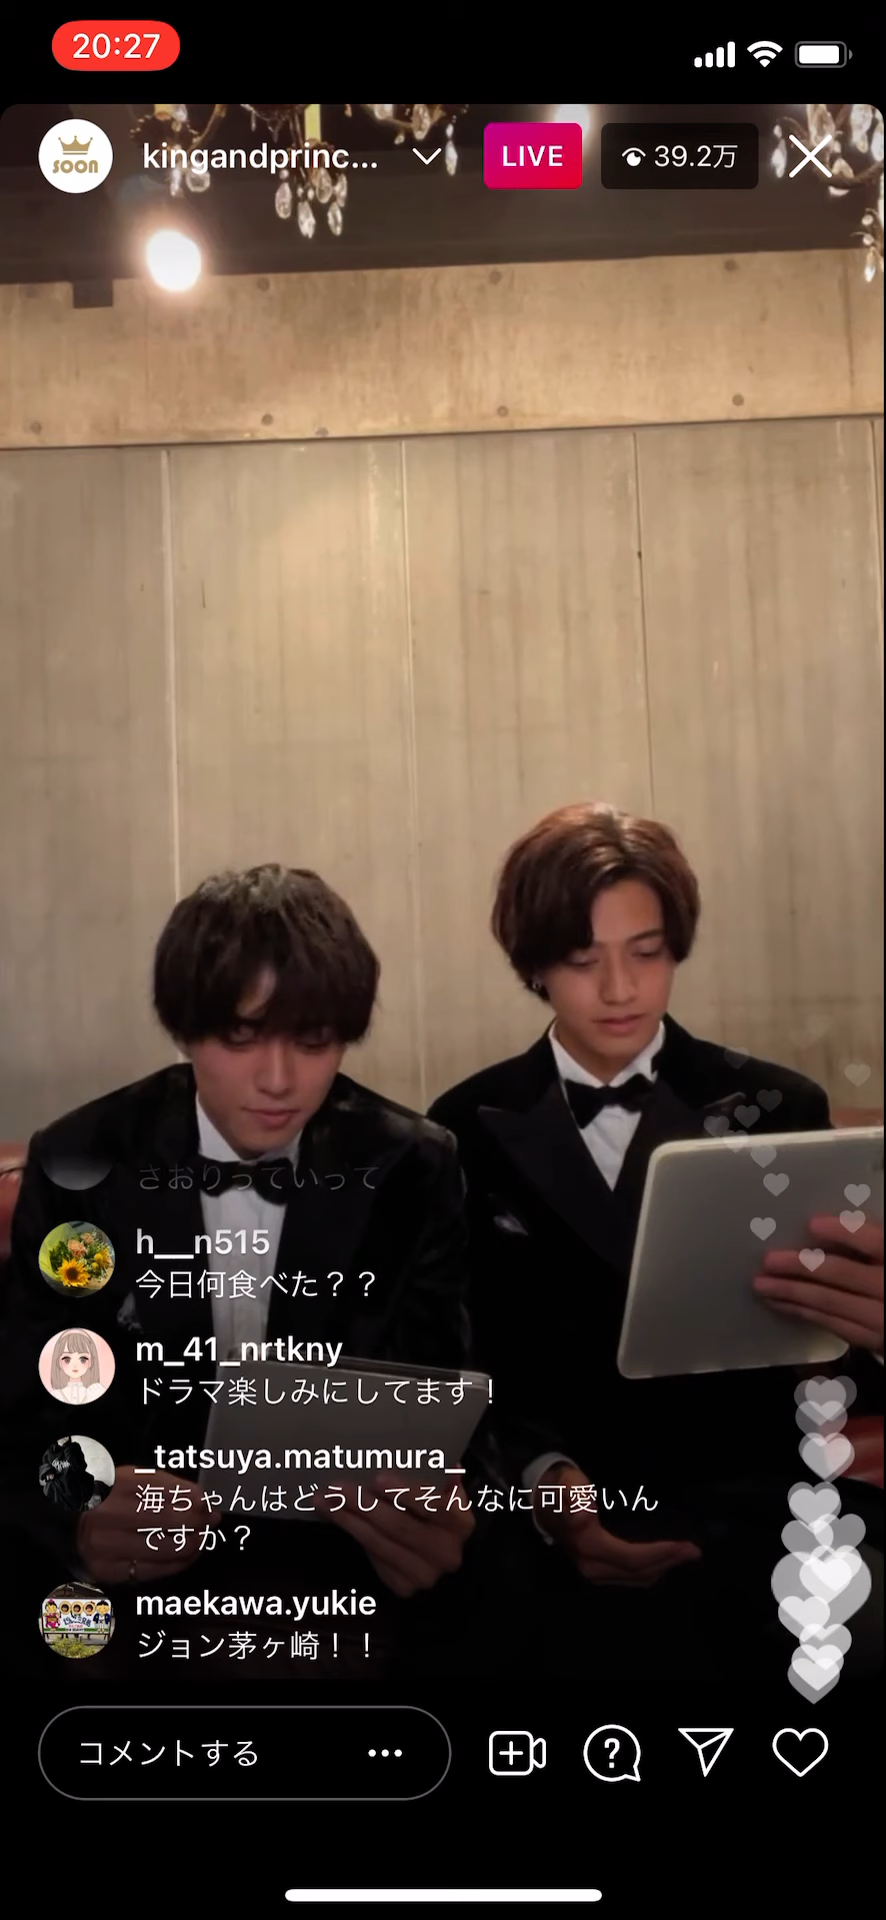 20:27
SOON
kingandprinc...
LIVE
39.2万
さおりっていって
h__n515
今日何食べた？？
m_41_nrtkny
ドラマ楽しみにしてます！
_tatsuya.matumura_
海ちゃんはどうしてそんなに可愛いん
ですか？
maekawa.yukie
ジョン茅ヶ崎！！
コメントする